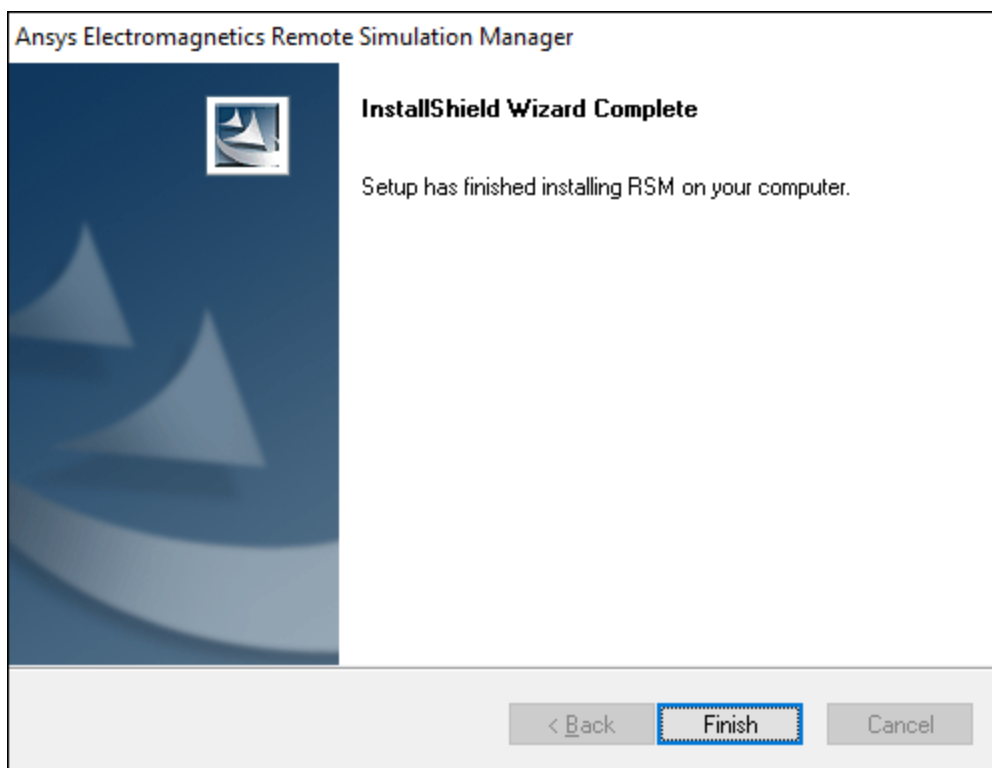 Ansys Electromagnetics Remote Simulation Manager
InstallShield Wizard Complete
Setup has finished installing RSM on your computer.
< Back
Finish
Cancel